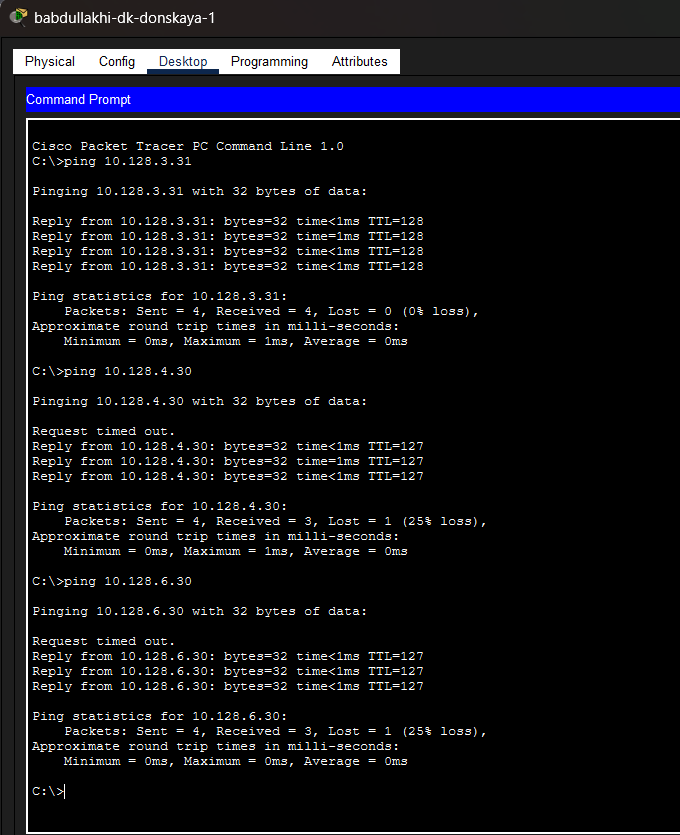 babdullakhi-dk-donskaya-1
Physical Config Desktop Programming Attributes
Command Prompt
Cisco Packet Tracer PC Command Line 1.0
C:\>ping 10.128.3.31
Pinging 10.128.3.31 with 32 bytes of data:
Reply from 10.128.3.31: bytes=32 time<1ms TTL=128
Reply from 10.128.3.31: bytes=32 time=1ms TTL=128
Reply from 10.128.3.31: bytes=32 time<1ms TTL=128
Reply from 10.128.3.31: bytes=32 time<1ms TTL=128
Ping statistics for 10.128.3.31:
Packets: Sent = 4, Received = 4, Lost = 0 (0% loss),
Approximate round trip times in milli-seconds:
Minimum = 0ms, Maximum = 1ms, Average = 0ms
C:\>ping 10.128.4.30
Pinging 10.128.4.30 with 32 bytes of data:
Request timed out.
Reply from 10.128.4.30: bytes=32 time<1ms TTL=127
Reply from 10.128.4.30: bytes=32 time=1ms TTL=127
Reply from 10.128.4.30: bytes=32 time<1ms TTL=127
Ping statistics for 10.128.4.30:
Packets: Sent = 4, Received = 3, Lost = 1 (25% loss),
Approximate round trip times in milli-seconds:
Minimum = 0ms, Maximum = 1ms, Average = 0ms
C:\>ping 10.128.6.30
Pinging 10.128.6.30 with 32 bytes of data:
Request timed out.
Reply from 10.128.6.30: bytes=32 time<1ms TTL=127
Reply from 10.128.6.30: bytes=32 time<1ms TTL=127
Reply from 10.128.6.30: bytes=32 time<1ms TTL=127
Ping statistics for 10.128.6.30:
Packets: Sent = 4, Received = 3, Lost = 1 (25% loss),
Approximate round trip times in milli-seconds:
Minimum = 0ms, Maximum = 0ms, Average = 0ms
C:\>